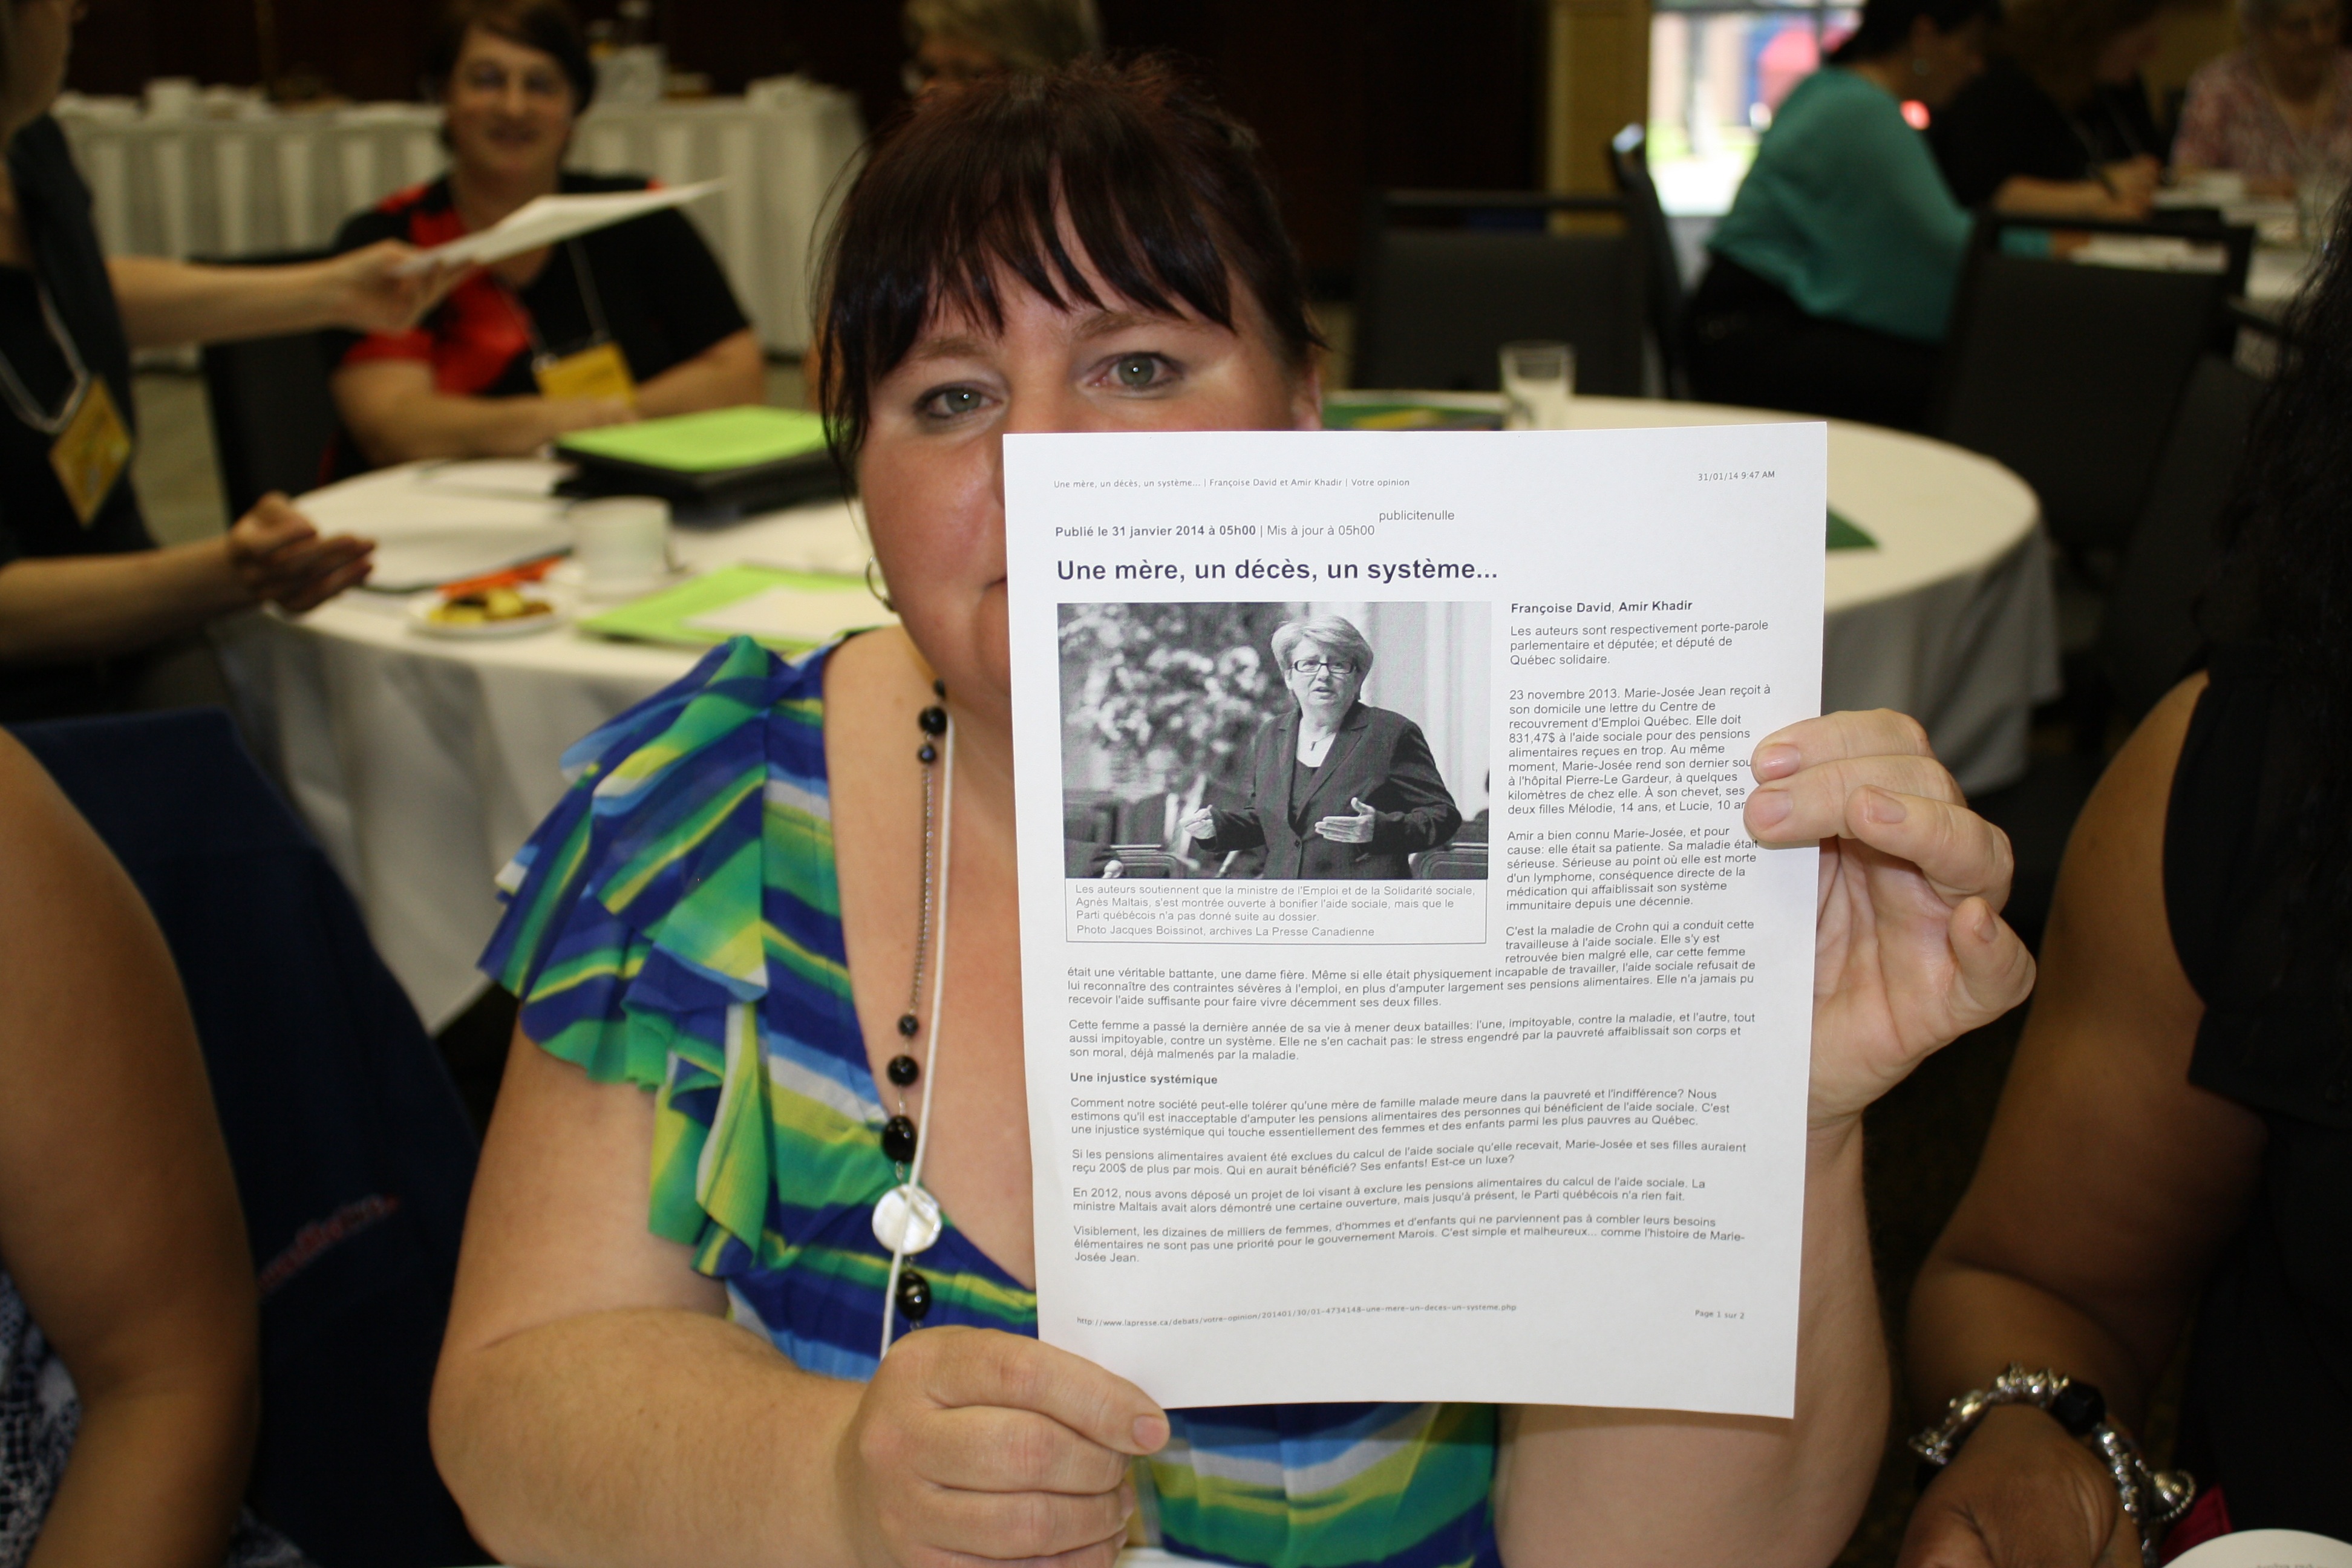 Une mère, un décès, un système... | Françoise David et Amir Khadir | Votre opinion
31/01/14 9:47 AM
publicitenulle
Publié le 31 janvier 2014 à 05h00 | Mis à jour à 05h00
Une mère, un décès, un système...
Françoise David, Amir Khadir
Les auteurs sont respectivement porte-parole
parlementaire et députée; et député de
Québec solidaire.
23 novembre 2013. Marie-Josée Jean reçoit à
son domicile une lettre du Centre de
recouvrement d'Emploi Québec. Elle doit
831,47$ à l'aide sociale pour des pensions
alimentaires reçues en trop. Au même
moment, Marie-Josée rend son dernier sou
à l'hôpital Pierre-Le Gardeur, à quelques
kilomètres de chez elle. À son chevet, ses
deux filles Mélodie, 14 ans, et Lucie, 10 an
Amir a bien connu Marie-Josée, et pour
cause: elle était sa patiente. Sa maladie était
sérieuse. Sérieuse au point où elle est morte
d'un lymphome, conséquence directe de la
médication qui affaiblissait son système
immunitaire depuis une décennie.
C'est la maladie de Crohn qui a conduit cette
travailleuse à l'aide sociale. Elle s'y est
retrouvée bien malgré elle, car cette femme
Les auteurs soutiennent que la ministre de l'Emploi et de la Solidarité sociale,
Agnès Maltais, s'est montrée ouverte à bonifier l'aide sociale, mais que le
Parti québécois n'a pas donné suite au dossier.
Photo Jacques Boissinot, archives La Presse Canadienne
était une véritable battante, une dame fière. Même si elle était physiquement incapable de travailler, l'aide sociale refusait de
lui reconnaître des contraintes sévères à l'emploi, en plus d'amputer largement ses pensions alimentaires. Elle n'a jamais pu
recevoir l'aide suffisante pour faire vivre décemment ses deux filles.
Cette femme a passé la dernière année de sa vie à mener deux batailles: l'une, impitoyable, contre la maladie, et l'autre, tout
aussi impitoyable, contre un système. Elle ne s'en cachait pas: le stress engendré par la pauvreté affaiblissait son corps et
son moral, déjà malmenés par la maladie.
Une injustice systémique
Comment notre société peut-elle tolérer qu'une mère de famille malade meure dans la pauvreté et l'indifférence? Nous
estimons qu'il est inacceptable d'amputer les pensions alimentaires des personnes qui bénéficient de l'aide sociale. C'est
une injustice systémique qui touche essentiellement des femmes et des enfants parmi les plus pauvres au Québec.
Si les pensions alimentaires avaient été exclues du calcul de l'aide sociale qu'elle recevait, Marie-Josée et ses filles auraient
reçu 200$ de plus par mois. Qui en aurait bénéficié? Ses enfants! Est-ce un luxe?
En 2012, nous avons déposé un projet de loi visant à exclure les pensions alimentaires du calcul de l'aide sociale. La
ministre Maltais avait alors démontré une certaine ouverture, mais jusqu'à présent, le Parti québécois n'a rien fait.
Visiblement, les dizaines de milliers de femmes, d'hommes et d'enfants qui ne parviennent pas à combler leurs besoins
élémentaires ne sont pas une priorité pour le gouvernement Marois. C'est simple et malheureux... comme l'histoire de Marie-
Josée Jean.
http://www.lapresse.ca/debats/votre-opinion/201401/30/01-4734148-une-mere-un-deces-un-systeme.php
Page 1 sur 2